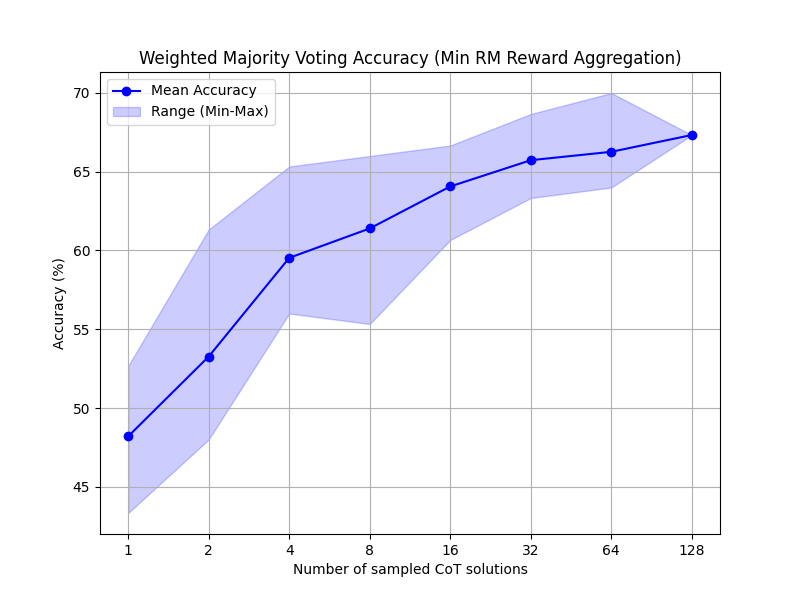 Weighted Majority Voting Accuracy (Min RM Reward Aggregation)
Mean Accuracy
Range (Min-Max)
70
65
60
55
50
45
Accuracy (%)
1 2 4 8 16 32 64 128
Number of sampled CoT solutions